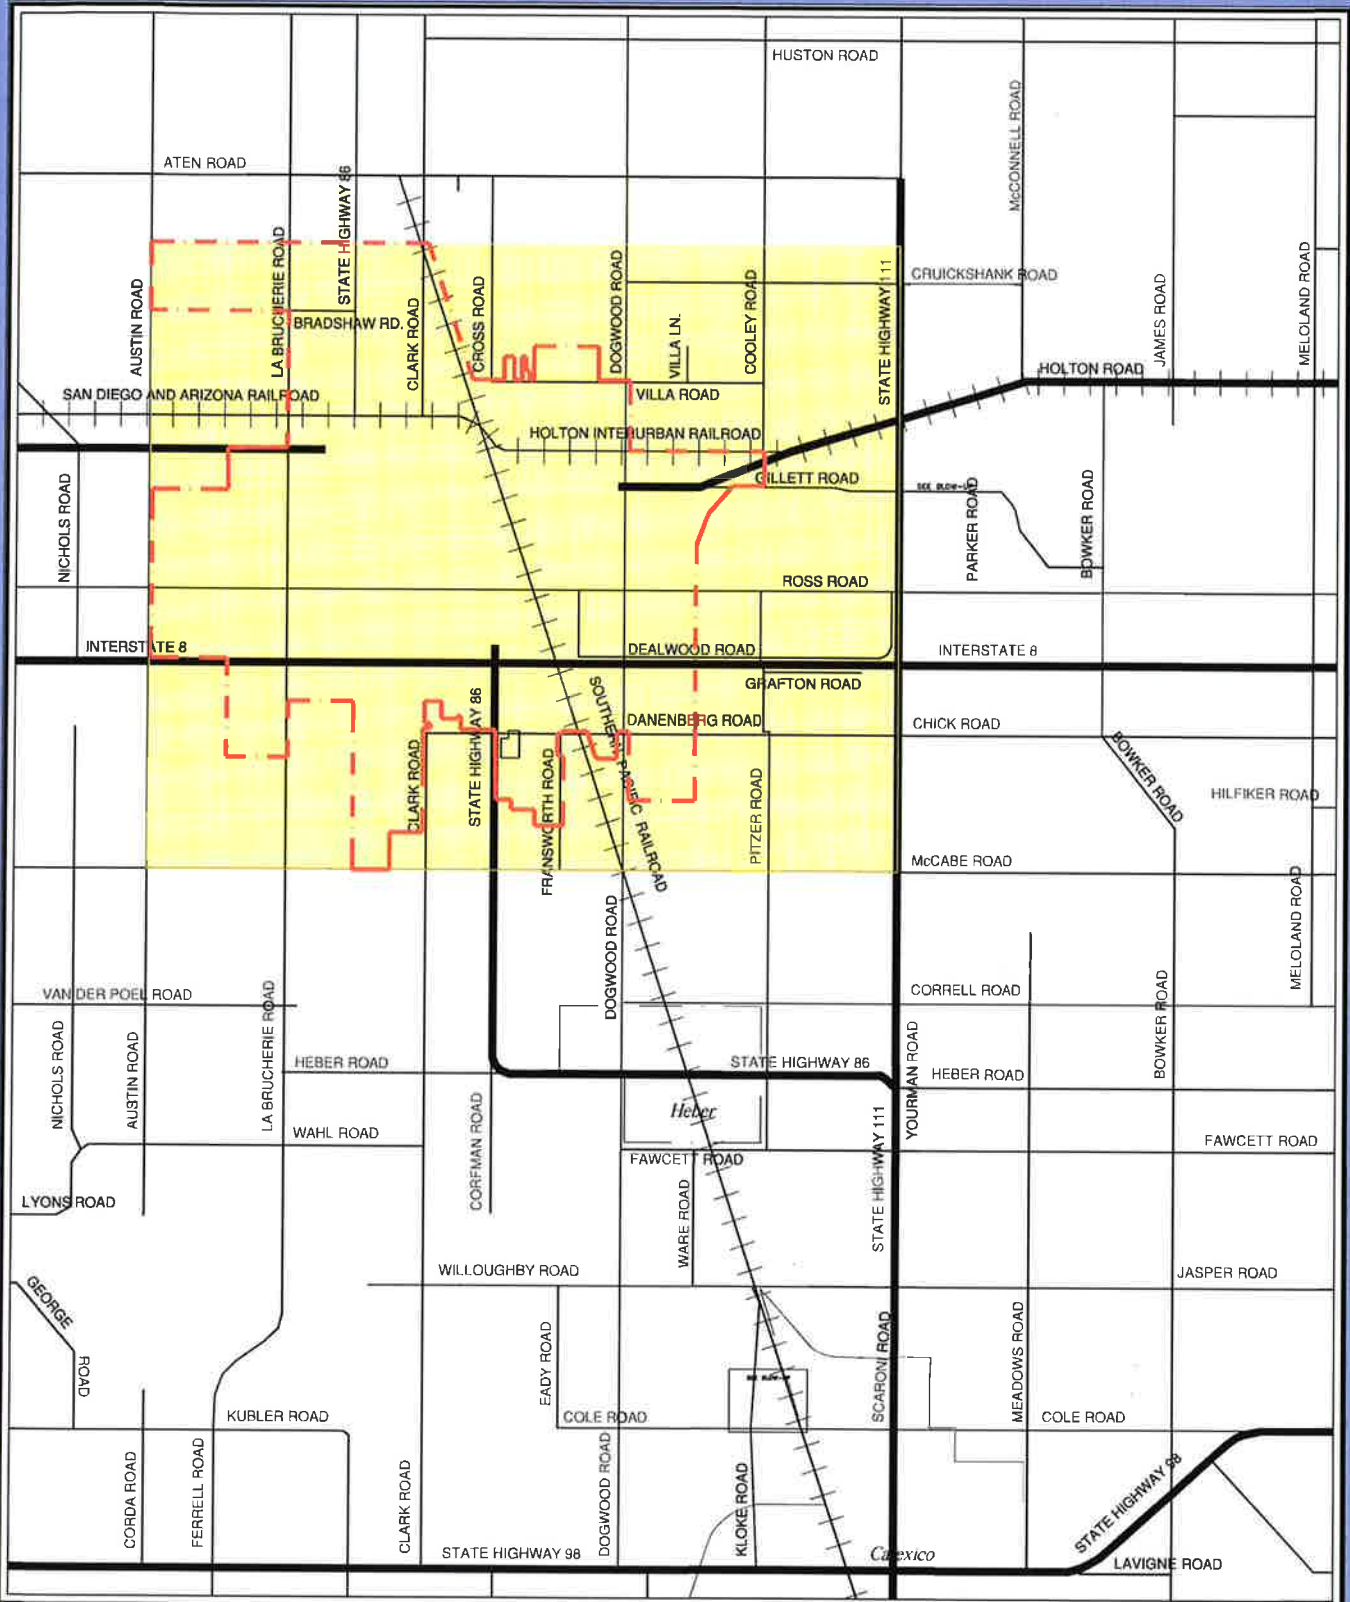 HUSTON ROAD
McCONNELL ROAD
ATEN ROAD
STATE HIGHWAY 86
LA BRUCHERIE ROAD
AUSTIN ROAD
BRADSHAW RD.
CLARK ROAD
CROSS ROAD
DOGWOOD ROAD
VILLA LN.
COOLEY ROAD
STATE HIGHWAY 111
CRUICKSHANK ROAD
JAMES ROAD
MELOLAND ROAD
HOLTON ROAD
SAN DIEGO AND ARIZONA RAILROAD
VILLA ROAD
HOLTON INTERURBAN RAILROAD
GILLETT ROAD
SEE BLOW-UP
NICHOLS ROAD
PARKER ROAD
BOWKER ROAD
ROSS ROAD
INTERSTATE 8
DEALWOOD ROAD
INTERSTATE 8
GRAFTON ROAD
SOUTHERN PACIFIC RAILROAD
STATE HIGHWAY 86
DANENBERG ROAD
CHICK ROAD
BOWKER ROAD
CLARK ROAD
FRANSWORTH ROAD
PITZER ROAD
HILFIKER ROAD
McCABE ROAD
MELOLAND ROAD
DOGWOOD ROAD
VAN DER POEL ROAD
CORRELL ROAD
BOWKER ROAD
NICHOLS ROAD
AUSTIN ROAD
LA BRUCHERIE ROAD
HEBER ROAD
STATE HIGHWAY 86
YOURMAN ROAD
HEBER ROAD
Heber
CORFMAN ROAD
WAHL ROAD
FAWCETT ROAD
FAWCETT ROAD
STATE HIGHWAY 111
LYONS ROAD
WARE ROAD
WILLOUGHBY ROAD
JASPER ROAD
GEORGE
ROAD
EADY ROAD
SCARONI ROAD
MEADOWS ROAD
SEE BLOW-UP
KUBLER ROAD
COLE ROAD
COLE ROAD
CORDA ROAD
FERRELL ROAD
CLARK ROAD
DOGWOOD ROAD
KLOKE ROAD
STATE HIGHWAY 98
STATE HIGHWAY 98
Calexico
LAVIGNE ROAD